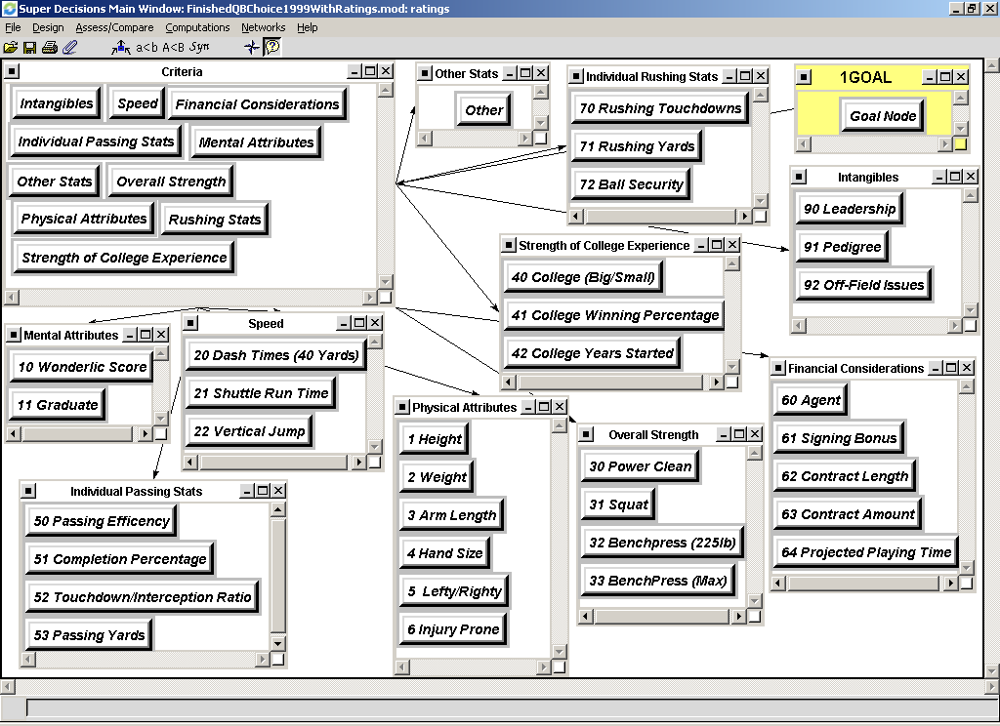 Super Decisions Main Window: FinishedQBChoice1999WithRatings.mod: ratings
File Design Assess/Compare Computations Networks Help
a<b A<B Syn
Criteria
Intangibles Speed Financial Considerations
Individual Passing Stats Mental Attributes
Other Stats Overall Strength
Physical Attributes Rushing Stats
Strength of College Experience
Other Stats
Other
Individual Rushing Stats
70 Rushing Touchdowns
71 Rushing Yards
72 Ball Security
1GOAL
Goal Node
Intangibles
90 Leadership
91 Pedigree
92 Off-Field Issues
Strength of College Experience
40 College (Big/Small)
41 College Winning Percentage
42 College Years Started
Mental Attributes
10 Wonderlic Score
11 Graduate
Speed
20 Dash Times (40 Yards)
21 Shuttle Run Time
22 Vertical Jump
Financial Considerations
60 Agent
61 Signing Bonus
62 Contract Length
63 Contract Amount
64 Projected Playing Time
Physical Attributes
1 Height
2 Weight
3 Arm Length
4 Hand Size
5 Lefty/Righty
6 Injury Prone
Overall Strength
30 Power Clean
31 Squat
32 Benchpress (225lb)
33 BenchPress (Max)
Individual Passing Stats
50 Passing Efficency
51 Completion Percentage
52 Touchdown/Interception Ratio
53 Passing Yards